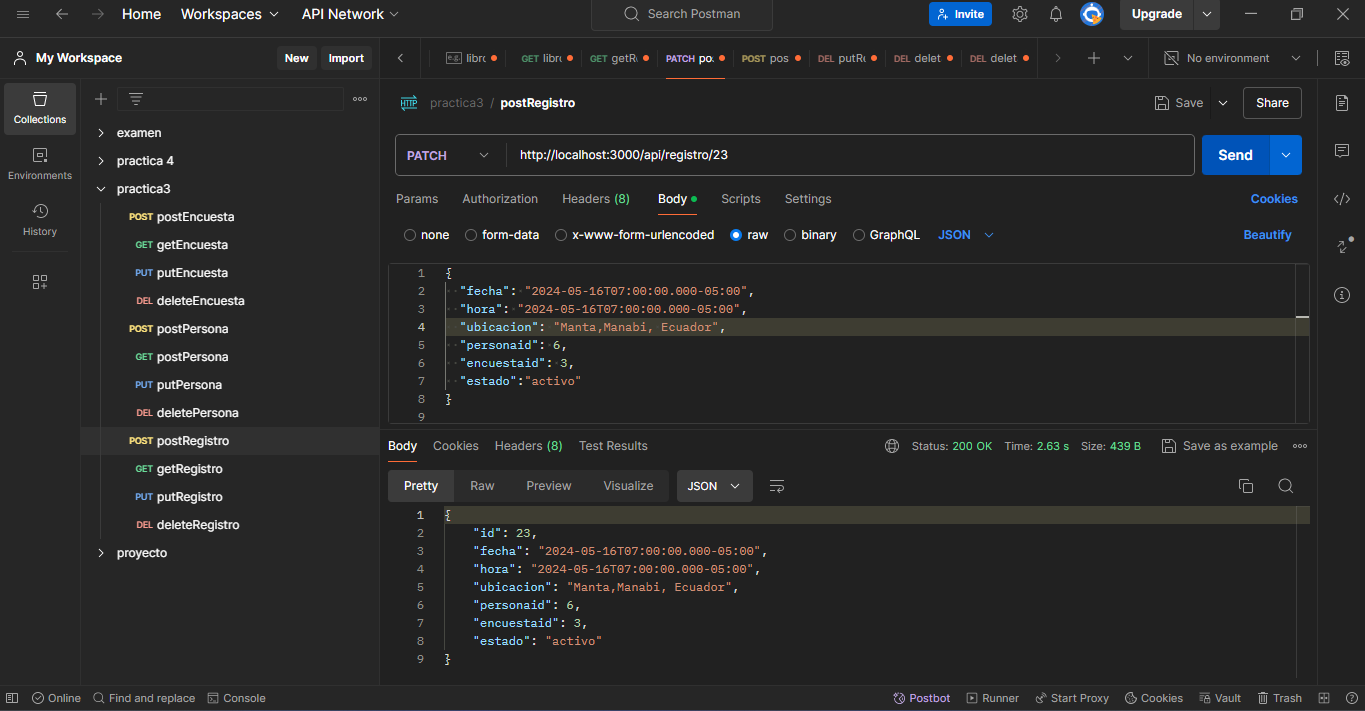 Home Workspaces API Network Search Postman Invite Upgrade
My Workspace New Import libro GET libro GET getRe PATCH pos POST pos DEL putRe DEL delet DEL delet No environment
Collections
Environments
History
examen
practica 4
practica3
POST postEncuesta
GET getEncuesta
PUT putEncuesta
DEL deleteEncuesta
POST postPersona
GET postPersona
PUT putPersona
DEL deletePersona
POST postRegistro
GET getRegistro
PUT putRegistro
DEL deleteRegistro
proyecto
HTTP practica3 / postRegistro Save Share
PATCH http://localhost:3000/api/registro/23 Send
Params Authorization Headers (8) Body Scripts Settings Cookies
none form-data x-www-form-urlencoded raw binary GraphQL JSON Beautify
1 {
2 "fecha": "2024-05-16T07:00:00.000-05:00",
3 "hora": "2024-05-16T07:00:00.000-05:00",
4 "ubicacion": "Manta,Manabi, Ecuador",
5 "personaid": 6,
6 "encuestaid": 3,
7 "estado":"activo"
8 }
9
Body Cookies Headers (8) Test Results Status: 200 OK Time: 2.63 s Size: 439 B Save as example
Pretty Raw Preview Visualize JSON
1 {
2 "id": 23,
3 "fecha": "2024-05-16T07:00:00.000-05:00",
4 "hora": "2024-05-16T07:00:00.000-05:00",
5 "ubicacion": "Manta,Manabi, Ecuador",
6 "personaid": 6,
7 "encuestaid": 3,
8 "estado": "activo"
9 }
Online Find and replace Console Postbot Runner Start Proxy Cookies Vault Trash